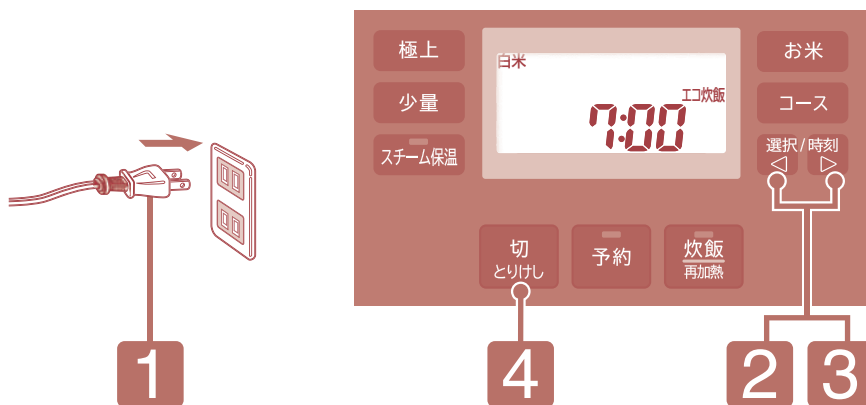 極上
少量
スチーム保温
白米
エコ炊飯
7:00
お米
コース
選択/時刻
◁ ▷
切
とりけし
予約
炊飯
再加熱
1
4
2
3